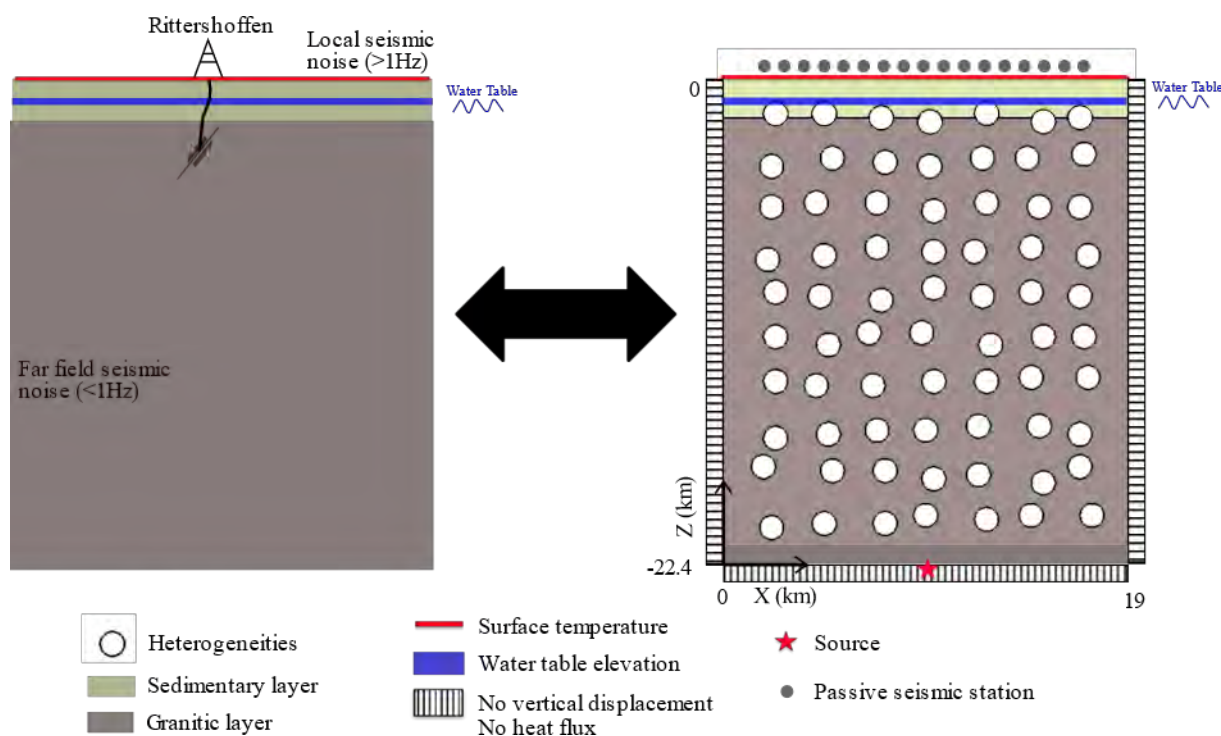 Rittershoffen
Local seismic
noise (>1Hz)
Water Table
Far field seismic
noise (<1Hz)
0
Water Table
Z (km)
-22.4
0
X (km)
19
Heterogeneities
Sedimentary layer
Granitic layer
Surface temperature
Water table elevation
No vertical displacement
No heat flux
Source
Passive seismic station